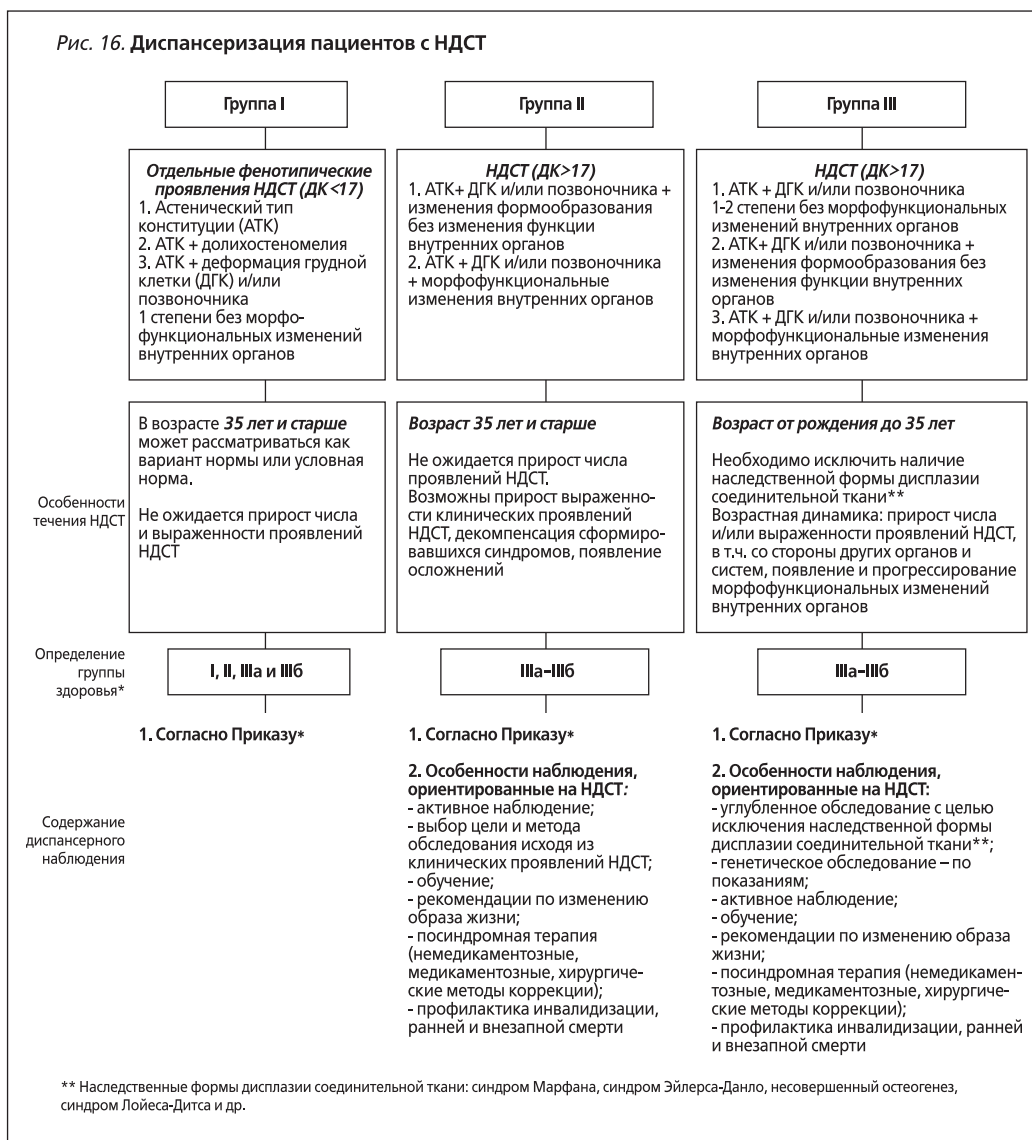 Рис. 16. Диспансеризация пациентов с НДСТ
Группа I
Группа II
Группа III
Отдельные фенотипические
проявления НДСТ (ДК<17)
1. Астенический тип
конституции (АТК)
2. АТК + долихостеномелия
3. АТК + деформация грудной
клетки (ДГК) и/или
позвоночника
1 степени без морфо-
функциональных изменений
внутренних органов
НДСТ (ДК>17)
1. АТК+ ДГК и/или позвоночника +
изменения формообразования
без изменения функции
внутренних органов
2. АТК + ДГК и/или позвоночника
+ морфофункциональные
изменения внутренних органов
НДСТ (ДК>17)
1. АТК + ДГК и/или позвоночника
1-2 степени без морфофункциональных
изменений внутренних органов
2. АТК+ ДГК и/или позвоночника +
изменения формообразования без
изменения функции внутренних
органов
3. АТК + ДГК и/или позвоночника +
морфофункциональные изменения
внутренних органов
Особенности
течения НДСТ
В возрасте 35 лет и старше
может рассматриваться как
вариант нормы или условная
норма.
Не ожидается прирост числа
и выраженности проявлений
НДСТ
Возраст 35 лет и старше
Не ожидается прирост числа
проявлений НДСТ.
Возможны прирост выраженно-
сти клинических проявлений
НДСТ, декомпенсация сформиро-
вавшихся синдромов, появление
осложнений
Возраст от рождения до 35 лет
Необходимо исключить наличие
наследственной формы дисплазии
соединительной ткани**
Возрастная динамика: прирост числа
и/или выраженности проявлений НДСТ,
в т.ч. со стороны других органов и
систем, появление и прогрессирование
морфофункциональных изменений
внутренних органов
Определение
группы
здоровья*
I, II, IIIа и IIIб
IIIа–IIIб
IIIа–IIIб
Содержание
диспансерного
наблюдения
1. Согласно Приказу*
1. Согласно Приказу*
2. Особенности наблюдения,
ориентированные на НДСТ:
- активное наблюдение;
- выбор цели и метода
обследования исходя из
клинических проявлений НДСТ;
- обучение;
- рекомендации по изменению
образа жизни;
- посиндромная терапия
(немедикаментозные,
медикаментозные, хирургиче-
ские методы коррекции);
- профилактика инвалидизации,
ранней и внезапной смерти
1. Согласно Приказу*
2. Особенности наблюдения,
ориентированные на НДСТ:
- углубленное обследование с целью
исключения наследственной формы
дисплазии соединительной ткани**;
- генетическое обследование – по
показаниям;
- активное наблюдение;
- обучение;
- рекомендации по изменению образа
жизни;
- посиндромная терапия (немедикамен-
тозные, медикаментозные, хирургиче-
ские методы коррекции);
- профилактика инвалидизации, ранней
и внезапной смерти
** Наследственные формы дисплазии соединительной ткани: синдром Марфана, синдром Эйлерса-Данло, несовершенный остеогенез,
синдром Лойеса-Дитса и др.